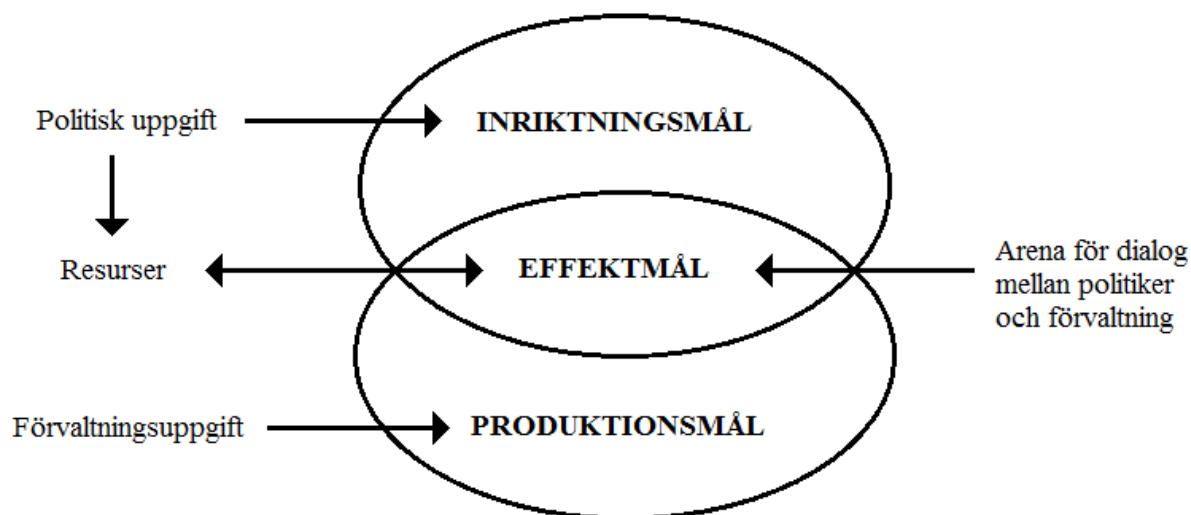 Politisk uppgift
INRIKTNINGSMÅL
Resurser
EFFEKTMÅL
Arena för dialog
mellan politiker
och förvaltning
Förvaltningsuppgift
PRODUKTIONSMÅL